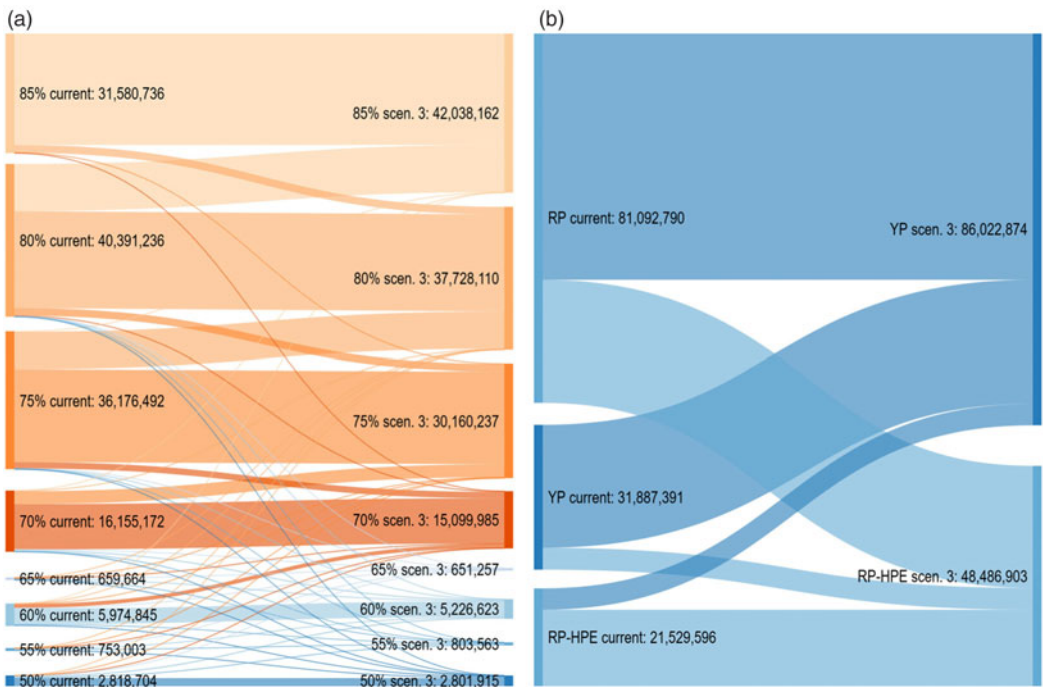 (a)
85% current: 31,580,736
85% scen. 3: 42,038,162
80% current: 40,391,236
80% scen. 3: 37,728,110
75% current: 36,176,492
75% scen. 3: 30,160,237
70% current: 16,155,172
70% scen. 3: 15,099,985
65% current: 659,664
65% scen. 3: 651,257
60% current: 5,974,845
60% scen. 3: 5,226,623
55% current: 753,003
55% scen. 3: 803,563
50% current: 2,818,704
50% scen. 3: 2,801,915
(b)
RP current: 81,092,790
YP scen. 3: 86,022,874
YP current: 31,887,391
RP-HPE scen. 3: 48,486,903
RP-HPE current: 21,529,596